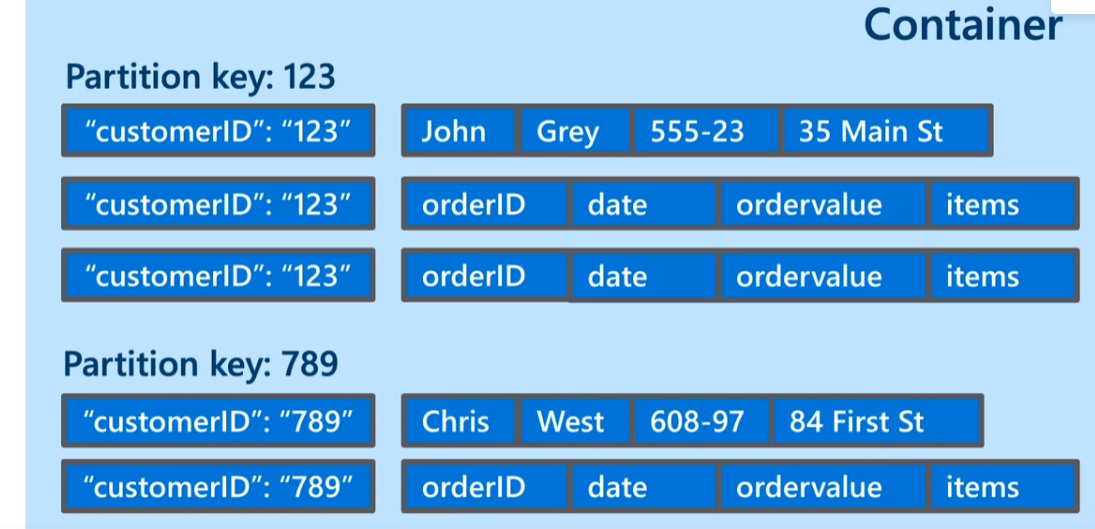 Container
Partition key: 123
“customerID”: “123” John Grey 555-23 35 Main St
“customerID”: “123” orderID date ordervalue items
“customerID”: “123” orderID date ordervalue items
Partition key: 789
“customerID”: “789” Chris West 608-97 84 First St
“customerID”: “789” orderID date ordervalue items